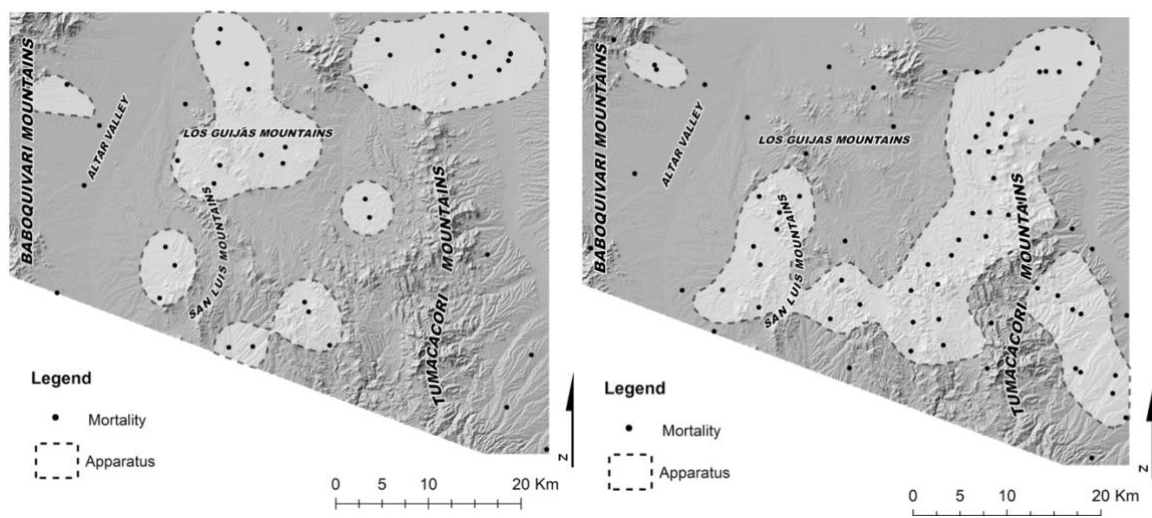 BABOQUIVARI MOUNTAINS
ALTAR VALLEY
LOS GUIJAS MOUNTAINS
SAN LUIS MOUNTAINS
TUMACACORI MOUNTAINS
Legend
Mortality
Apparatus
0 5 10 20 Km
N
BABOQUIVARI MOUNTAINS
ALTAR VALLEY
LOS GUIJAS MOUNTAINS
SAN LUIS MOUNTAINS
TUMACACORI MOUNTAINS
Legend
Mortality
Apparatus
0 5 10 20 Km
N